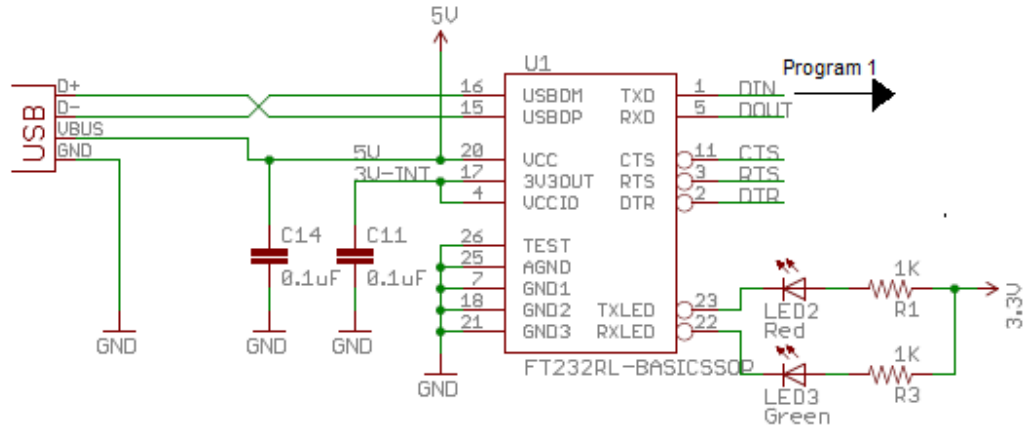 5V
U1
Program 1
USB
D+
D-
VBUS
GND
16 USBDM TXD 1 DIN
15 USBDP RXD 5 DOUT
5V 20 VCC CTS 11 CTS
3V-INT 17 3V3OUT RTS 3 RTS
4 VCCIO DTR 2 DTR
26 TEST
25 AGND
7 GND1
18 GND2 TXLED 23
21 GND3 RXLED 22
FT232RL-BASICSSOP
C14
0.1uF
C11
0.1uF
GND
GND
GND
GND
LED2
Red
1K
R1
3.3V
LED3
Green
1K
R3